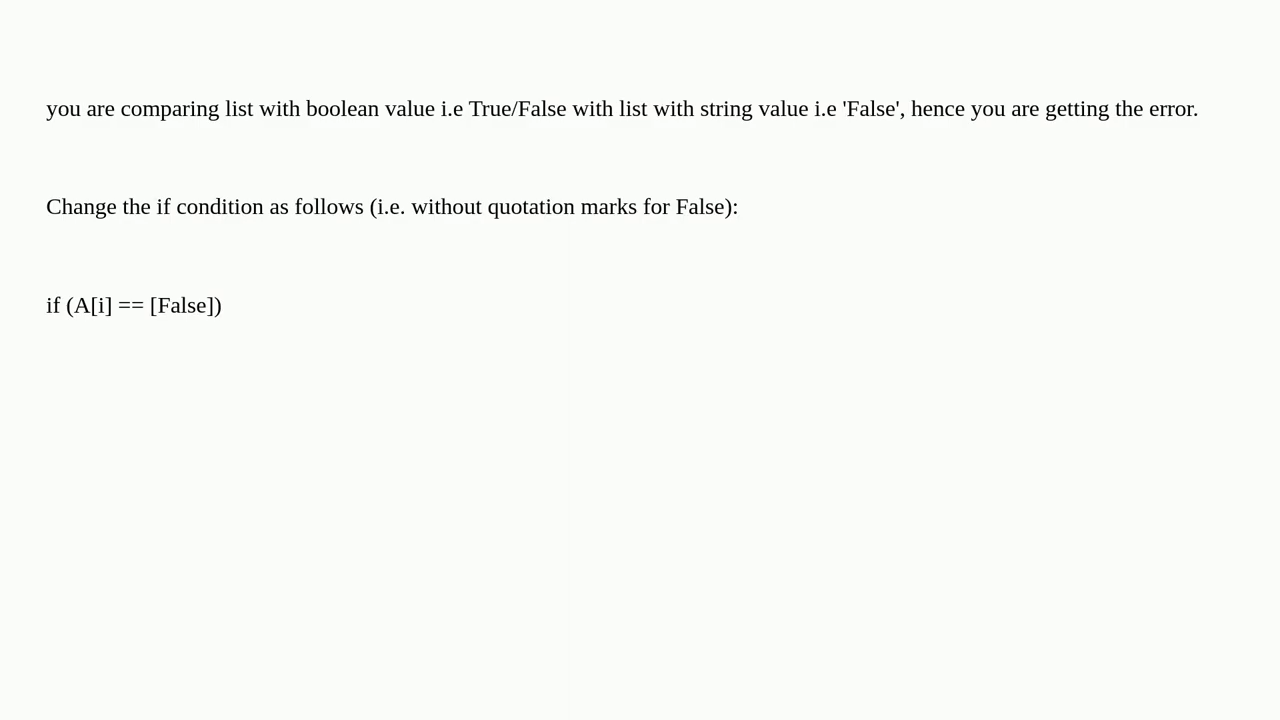 you are comparing list with boolean value i.e True/False with list with string value i.e 'False', hence you are getting the error.
Change the if condition as follows (i.e. without quotation marks for False):
if (A[i] == [False])